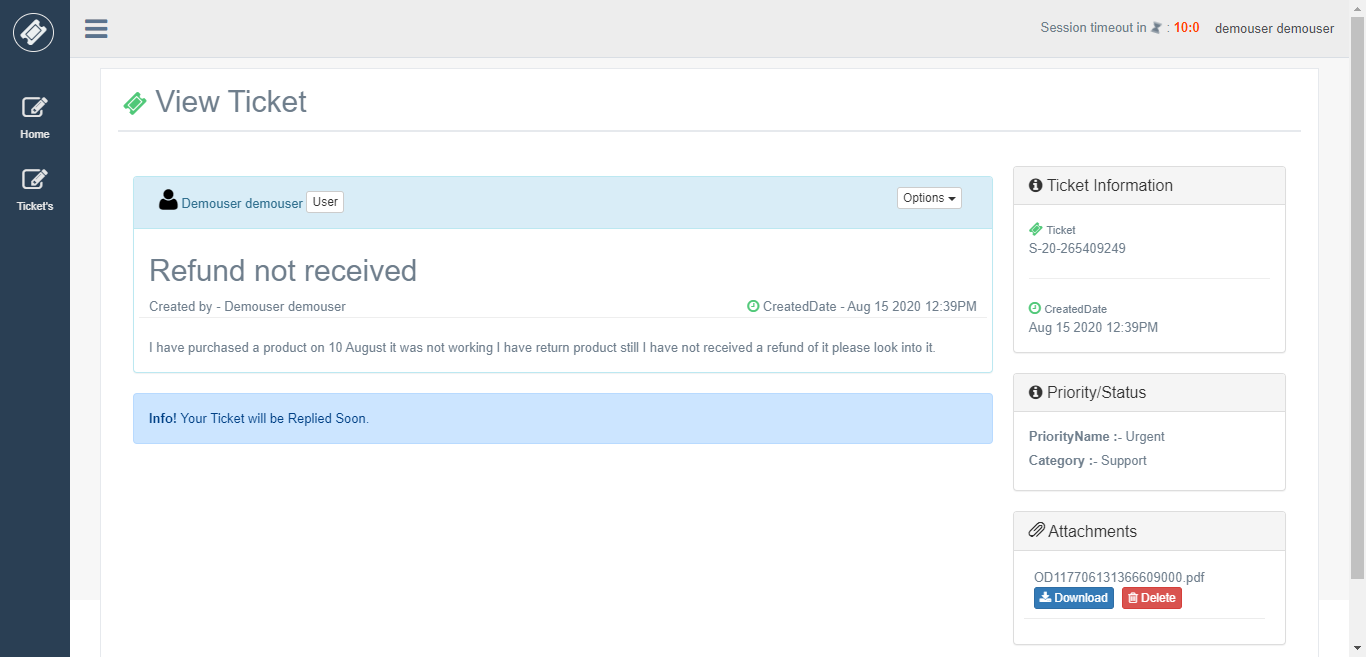 Session timeout in : 10:0 demouser demouser
Home
Ticket's
View Ticket
Demouser demouser User Options
Refund not received
Created by - Demouser demouser CreatedDate - Aug 15 2020 12:39PM
I have purchased a product on 10 August it was not working I have return product still I have not received a refund of it please look into it.
Info! Your Ticket will be Replied Soon.
Ticket Information
Ticket
S-20-265409249
CreatedDate
Aug 15 2020 12:39PM
Priority/Status
PriorityName :- Urgent
Category :- Support
Attachments
OD117706131366609000.pdf
Download Delete